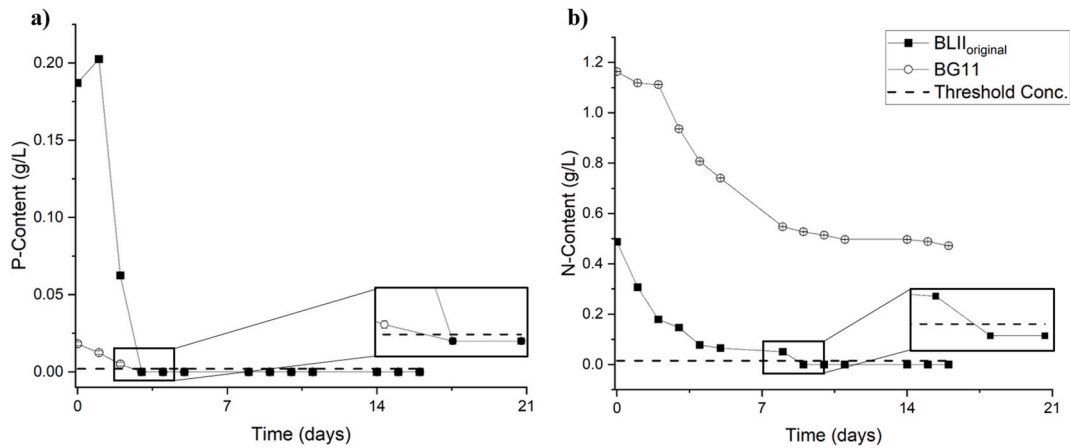 a)
0.20
0.15
0.10
0.05
0.00
P-Content (g/L)
0 7 14 21
Time (days)
b)
1.2
1.0
0.8
0.6
0.4
0.2
0.0
N-Content (g/L)
0 7 14 21
Time (days)
BLII original
BG11
Threshold Conc.